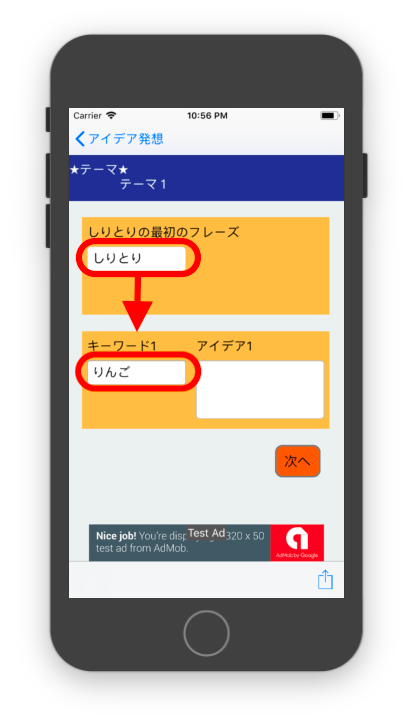 Carrier 10:56 PM
アイデア発想
★テーマ★
テーマ1
しりとりの最初のフレーズ
しりとり
キーワード1 アイデア1
りんご
次へ
Nice job! You're disp Test Ad 320 x 50
test ad from AdMob.
AdMob by Google